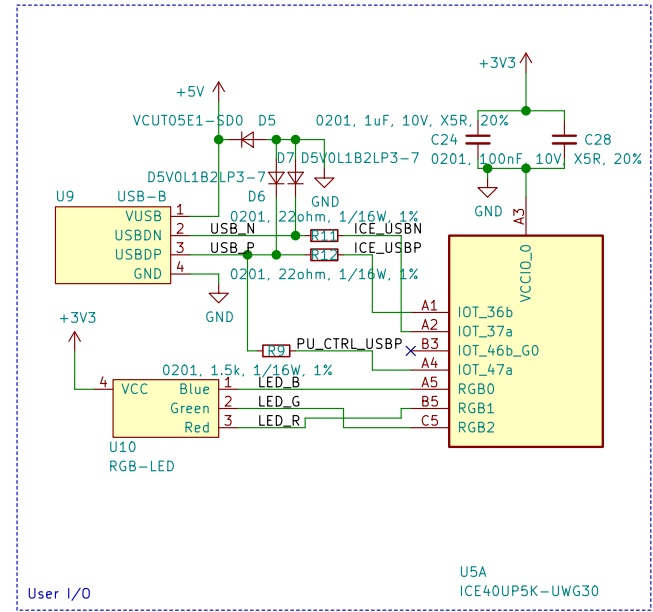 +3V3
+5V
VCUT05E1-SD0 D5
0201, 1uF, 10V, X5R, 20%
C24
C28
0201, 100nF, 10V, X5R, 20%
D7 D5V0L1B2LP3-7
D5V0L1B2LP3-7
D6
GND
GND
U9 USB-B
VUSB 1
USBDN 2
USBDP 3
GND 4
0201, 22ohm, 1/16W, 1%
USB_N R11 ICE_USBN
USB_P R12 ICE_USBP
0201, 22ohm, 1/16W, 1%
GND
A3
VCCIO_0
A1 IOT_36b
A2 IOT_37a
B3 IOT_46b_G0
A4 IOT_47a
A5 RGB0
B5 RGB1
C5 RGB2
+3V3
R9 PU_CTRL_USBP
0201, 1.5k, 1/16W, 1%
4 VCC Blue 1 LED_B
Green 2 LED_G
Red 3 LED_R
U10
RGB-LED
U5A
ICE40UP5K-UWG30
User I/O